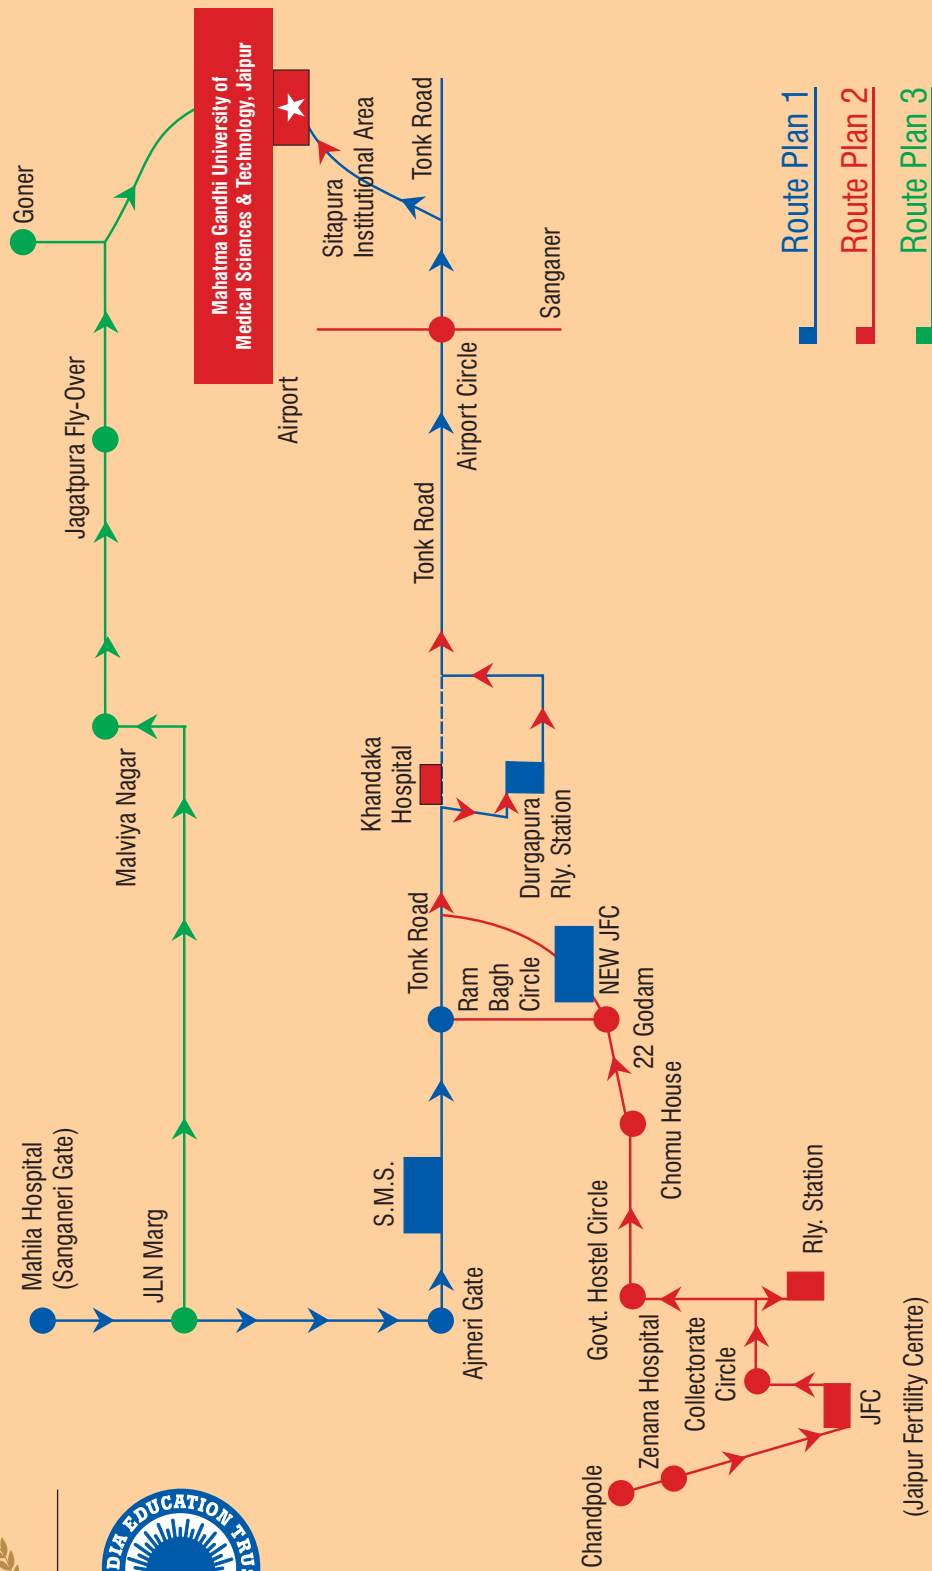 Mahila Hospital
(Sanganeri Gate)
Goner
Jagatpura Fly-Over
Malviya Nagar
JLN Marg
DIA EDUCATION TRUS
Mahatma Gandhi University of
Medical Sciences & Technology, Jaipur
Airport
Sitapura
Institutional Area
Khandaka
Hospital
S.M.S.
Tonk Road
Tonk Road
Tonk Road
Ajmeri Gate
Ram
Bagh
Circle
Airport Circle
Durgapura
Rly. Station
Sanganer
Chandpole
Govt. Hostel Circle
NEW JFC
22 Godam
Zenana Hospital
Chomu House
Collectorate
Circle
Rly. Station
JFC
(Jaipur Fertility Centre)
Route Plan 1
Route Plan 2
Route Plan 3